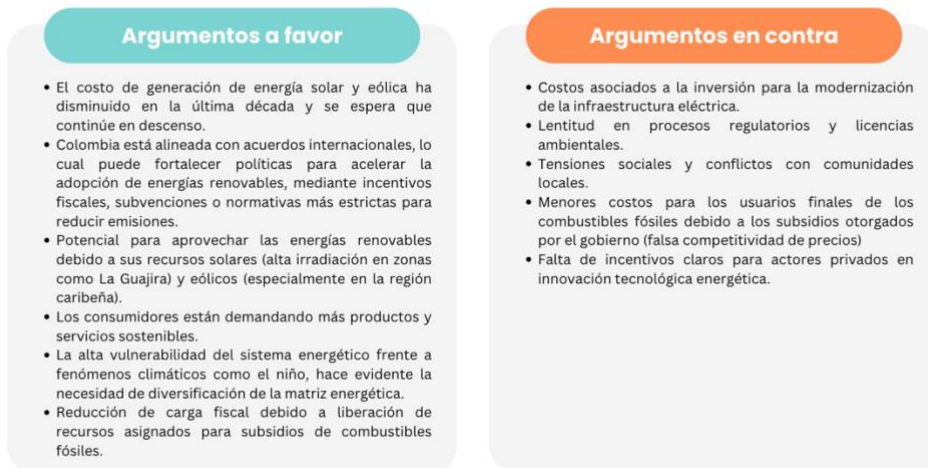 Argumentos a favor
• El costo de generación de energía solar y eólica ha
disminuido en la última década y se espera que
continúe en descenso.
• Colombia está alineada con acuerdos internacionales, lo
cual puede fortalecer políticas para acelerar la
adopción de energías renovables, mediante incentivos
fiscales, subvenciones o normativas más estrictas para
reducir emisiones.
• Potencial para aprovechar las energías renovables
debido a sus recursos solares (alta irradiación en zonas
como La Guajira) y eólicos (especialmente en la región
caribeña).
• Los consumidores están demandando más productos y
servicios sostenibles.
• La alta vulnerabilidad del sistema energético frente a
fenómenos climáticos como el niño, hace evidente la
necesidad de diversificación de la matriz energética.
• Reducción de carga fiscal debido a liberación de
recursos asignados para subsidios de combustibles
fósiles.
Argumentos en contra
• Costos asociados a la inversión para la modernización
de la infraestructura eléctrica.
• Lentitud en procesos regulatorios y licencias
ambientales.
• Tensiones sociales y conflictos con comunidades
locales.
• Menores costos para los usuarios finales de los
combustibles fósiles debido a los subsidios otorgados
por el gobierno (falsa competitividad de precios)
• Falta de incentivos claros para actores privados en
innovación tecnológica energética.